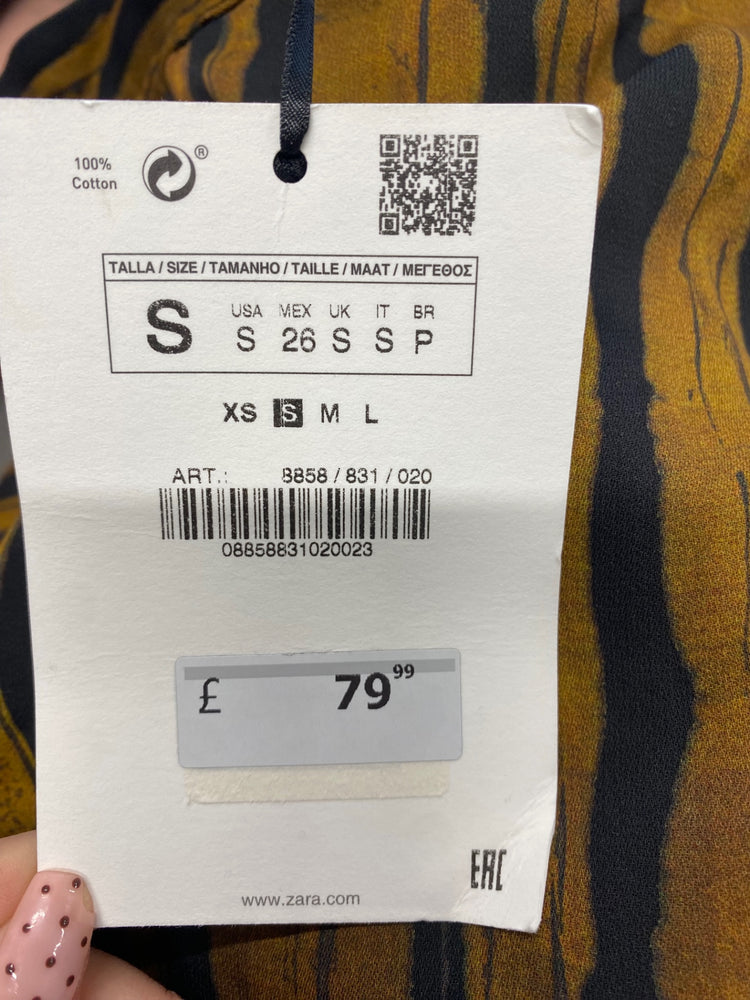 100%
Cotton
®
TALLA / SIZE / TAMANHO / TAILLE / MAAT / ΜΕΓΕΘΟΣ
S
USA MEX UK IT BR
S 26 S S P
XS S M L
ART.: 8858 / 831 / 020
08858831020023
£ 79 99
EAC
www.zara.com